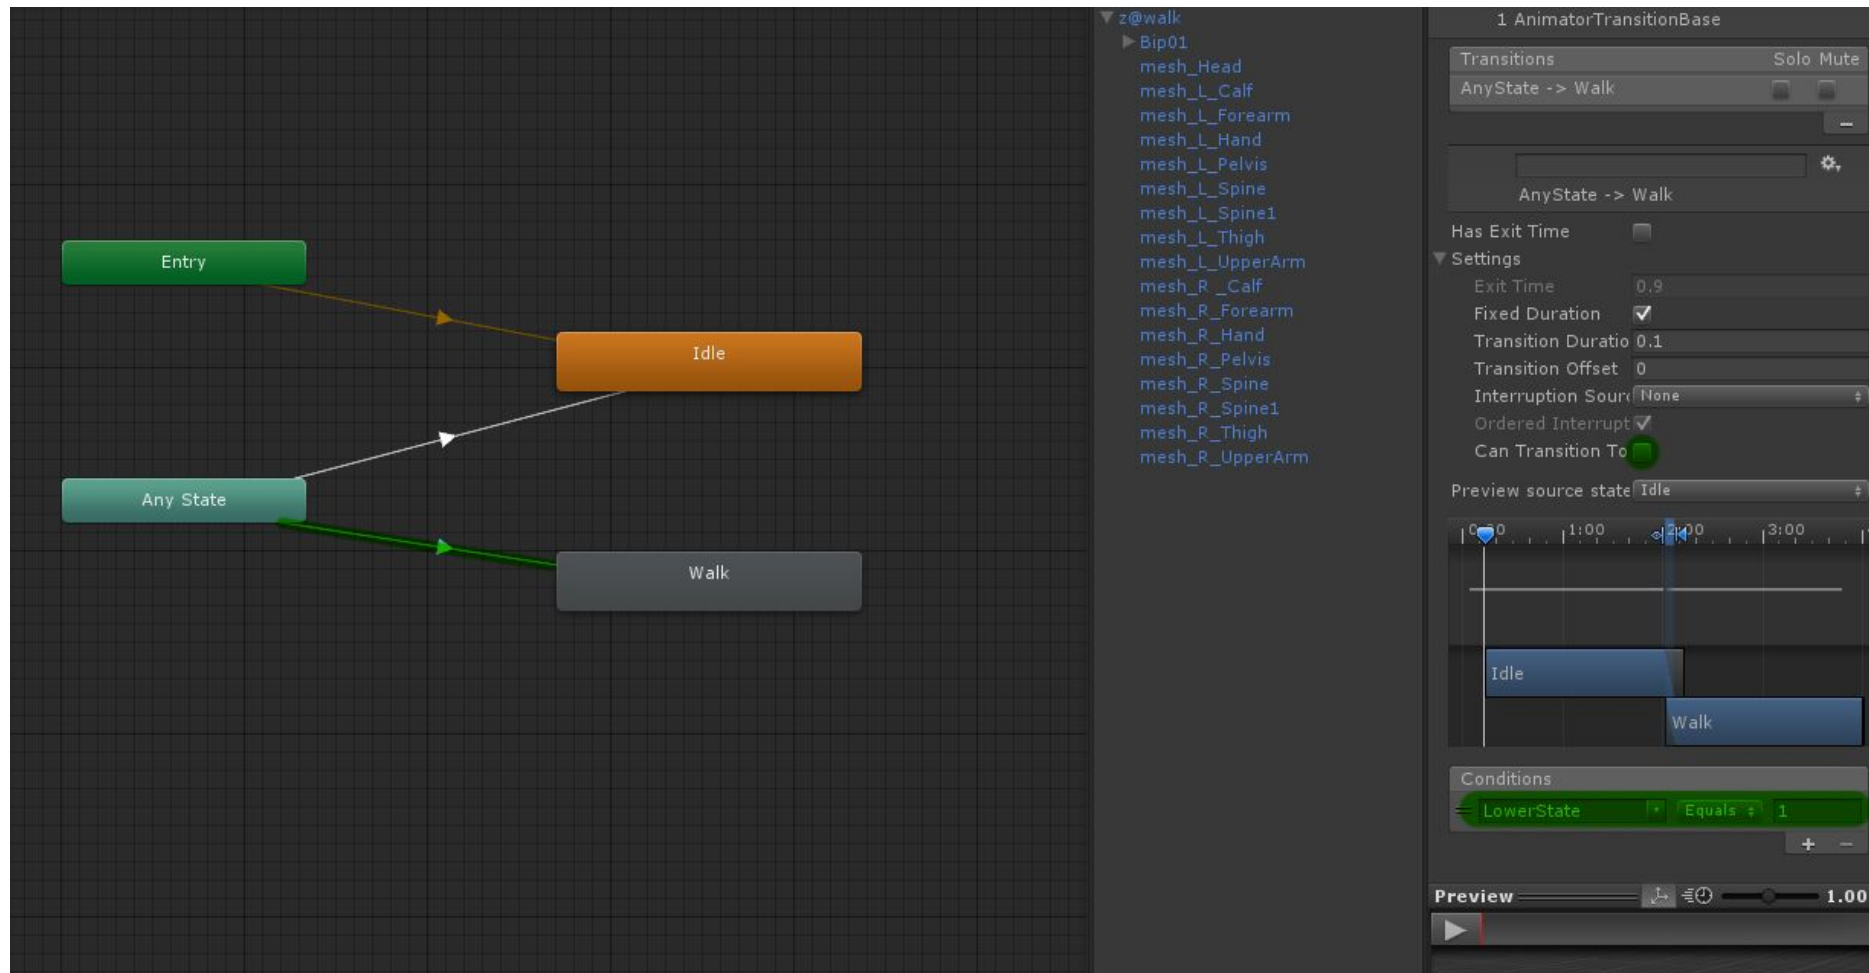 Entry
Idle
Any State
Walk
z@walk
Bip01
mesh_Head
mesh_L_Calf
mesh_L_Forearm
mesh_L_Hand
mesh_L_Pelvis
mesh_L_Spine
mesh_L_Spine1
mesh_L_Thigh
mesh_L_UpperArm
mesh_R _Calf
mesh_R_Forearm
mesh_R_Hand
mesh_R_Pelvis
mesh_R_Spine
mesh_R_Spine1
mesh_R_Thigh
mesh_R_UpperArm
1 AnimatorTransitionBase
Transitions Solo Mute
AnyState -> Walk
AnyState -> Walk
Has Exit Time
Settings
Exit Time 0.9
Fixed Duration
Transition Duratio 0.1
Transition Offset 0
Interruption Sourc None
Ordered Interrupt
Can Transition To
Preview source state Idle
1:00 3:00
Idle
Walk
Conditions
LowerState Equals 1
Preview 1.00